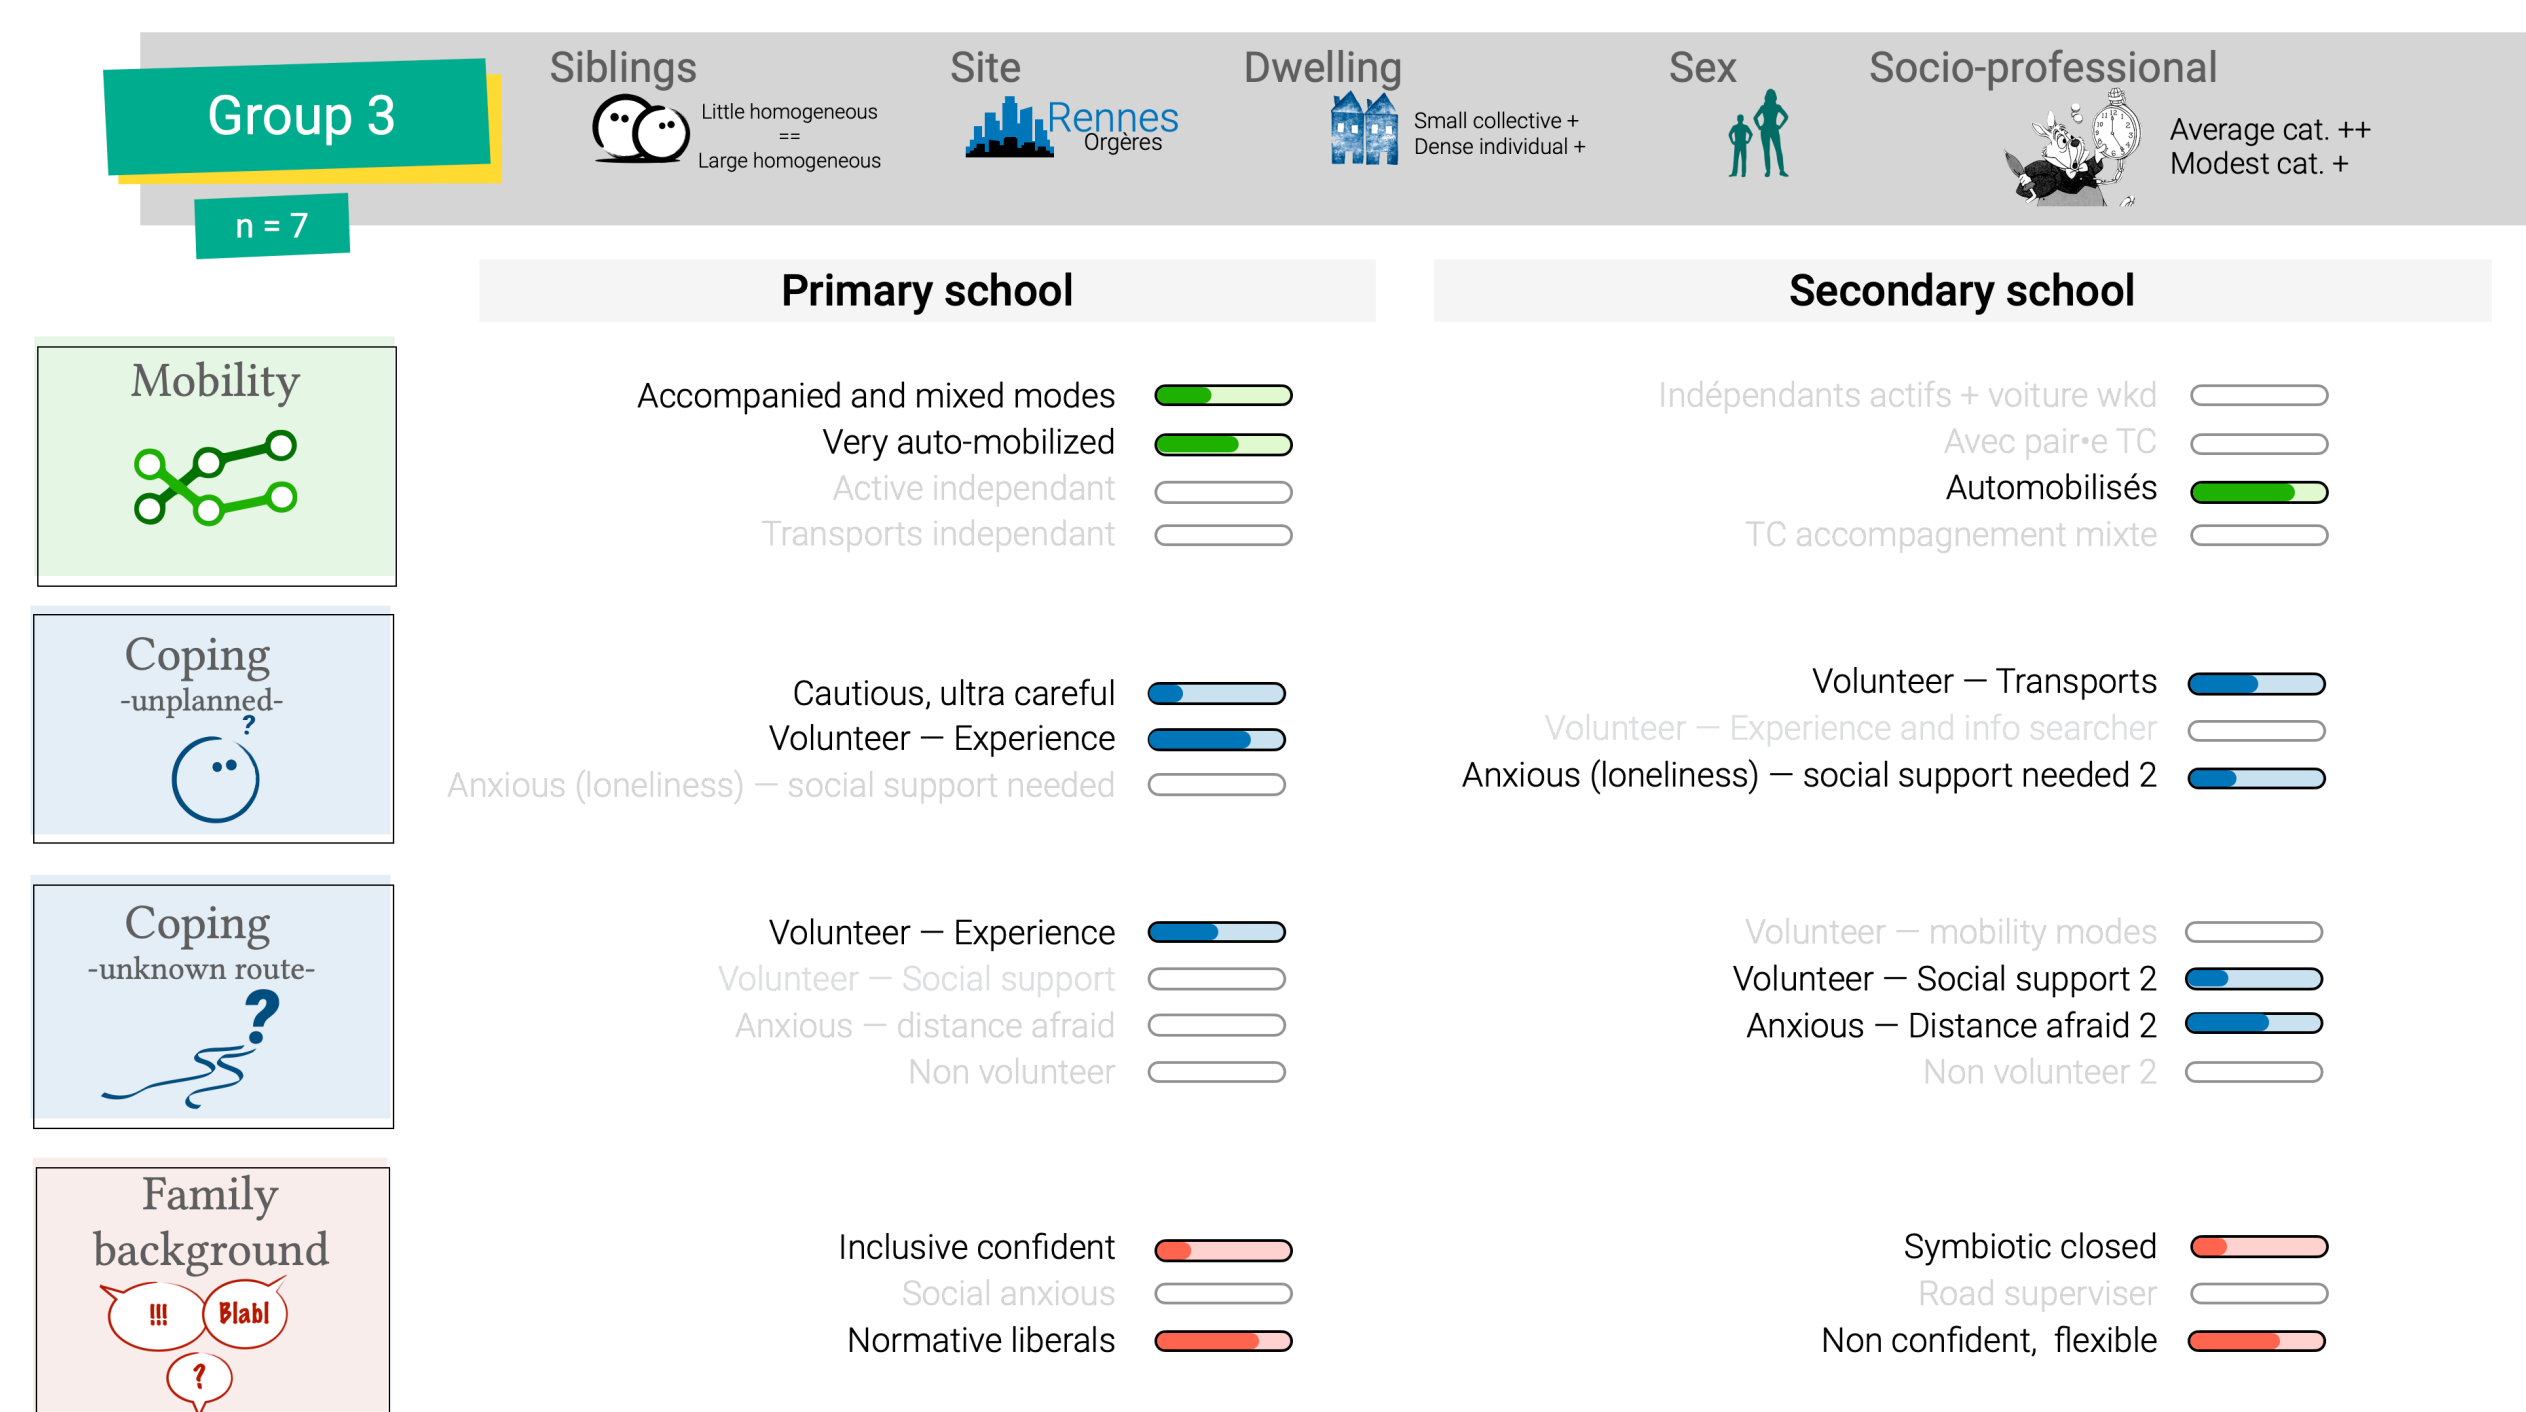 Group 3
n = 7
Siblings
Little homogeneous
==
Large homogeneous
Site
Rennes
Orgères
Dwelling
Small collective +
Dense individual +
Sex
Socio-professional
Average cat. ++
Modest cat. +
Primary school
Secondary school
Mobility
Accompanied and mixed modes
Very auto-mobilized
Active independant
Transports independant
Indépendants actifs + voiture wkd
Avec pair•e TC
Automobilisés
TC accompagnement mixte
Coping
-unplanned-
?
Cautious, ultra careful
Volunteer — Experience
Anxious (loneliness) — social support needed
Volunteer — Transports
Volunteer — Experience and info searcher
Anxious (loneliness) — social support needed 2
Coping
-unknown route-
?
Volunteer — Experience
Volunteer — Social support
Anxious — distance afraid
Non volunteer
Volunteer — mobility modes
Volunteer — Social support 2
Anxious — Distance afraid 2
Non volunteer 2
Family
background
!!!
Blabl
?
Inclusive confident
Social anxious
Normative liberals
Symbiotic closed
Road superviser
Non confident, flexible